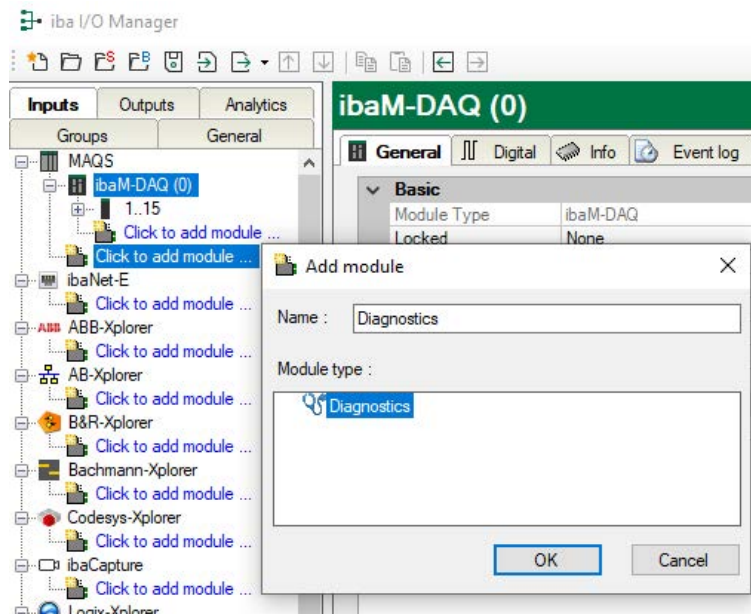 iba I/O Manager
Inputs Outputs Analytics
Groups General
MAQS
ibaM-DAQ (0)
1..15
Click to add module ...
Click to add module ...
ibaNet-E
Click to add module ...
ABB ABB-Xplorer
Click to add module ...
AB-Xplorer
Click to add module ...
B&R-Xplorer
Click to add module ...
Bachmann-Xplorer
Click to add module ...
Codesys-Xplorer
Click to add module ...
ibaCapture
Click to add module ...
Logix-Xplorer
ibaM-DAQ (0)
General Digital Info Event log
Basic
Module Type ibaM-DAQ
Locked None
Add module
Name : Diagnostics
Module type :
Diagnostics
OK Cancel